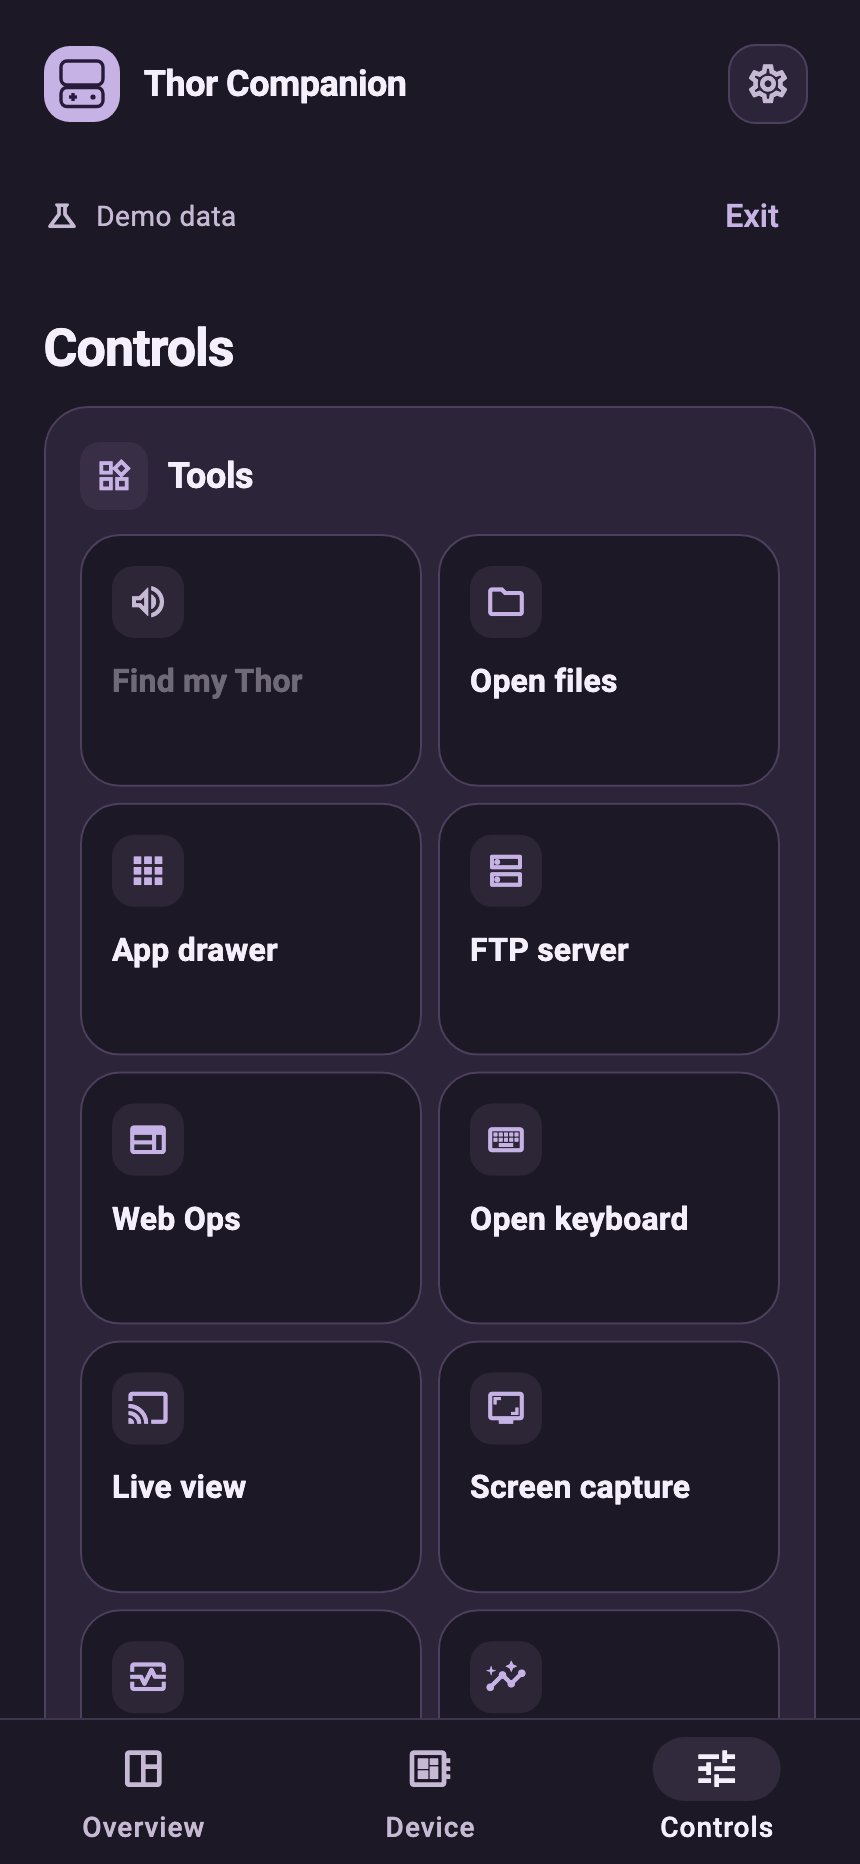 Thor Companion
Demo data
Exit
Controls
Tools
Find my Thor
Open files
App drawer
FTP server
Web Ops
Open keyboard
Live view
Screen capture
Overview
Device
Controls